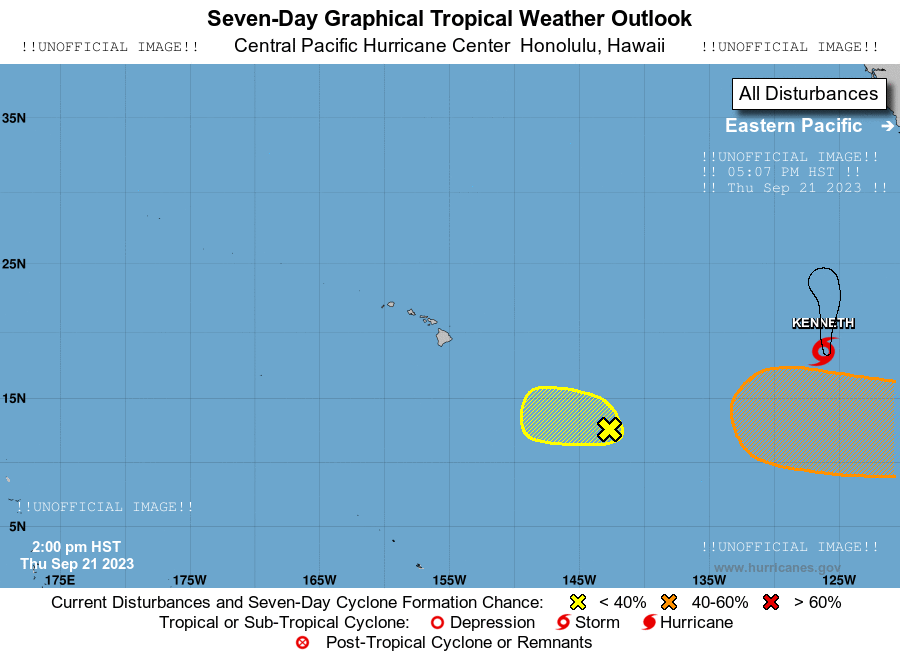 Seven-Day Graphical Tropical Weather Outlook
!!UNOFFICIAL IMAGE!! Central Pacific Hurricane Center Honolulu, Hawaii !!UNOFFICIAL IMAGE!!
All Disturbances
35N
Eastern Pacific →
!!UNOFFICIAL IMAGE!!
!! 05:07 PM HST !!
!! Thu Sep 21 2023 !!
25N
KENNETH
15N
!!UNOFFICIAL IMAGE!!
5N
2:00 pm HST
Thu Sep 21 2023
!!UNOFFICIAL IMAGE!!
www.hurricanes.gov
175E 175W 165W 155W 145W 135W 125W
Current Disturbances and Seven-Day Cyclone Formation Chance: < 40% 40-60% > 60%
Tropical or Sub-Tropical Cyclone: Depression Storm Hurricane
Post-Tropical Cyclone or Remnants